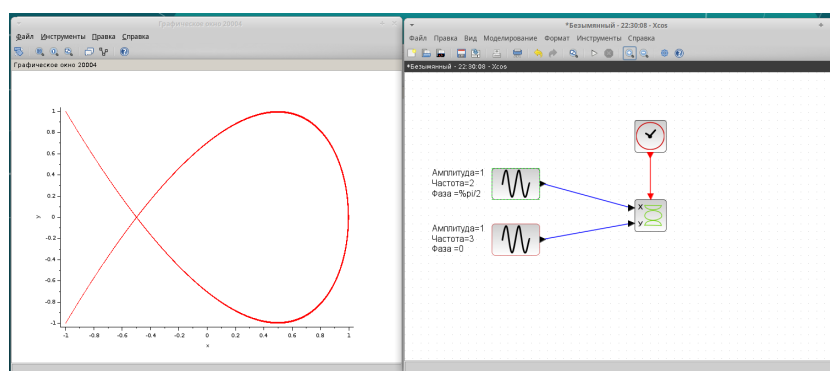 Графическое окно 20004
Файл Инструменты Правка Справка
Графическое окно 20004
1
0.8
0.6
0.4
0.2
y 0
-0.2
-0.4
-0.6
-0.8
-1
-1 -0.8 -0.6 -0.4 -0.2 0 0.2 0.4 0.6 0.8 1
x
*Безымянный - 22:30:08 - Xcos
Файл Правка Вид Моделирование Формат Инструменты Справка
*Безымянный - 22:30:08 - Xcos
Амплитуда=1
Частота=2
Фаза =%pi/2
X
Y
Амплитуда=1
Частота=3
Фаза =0